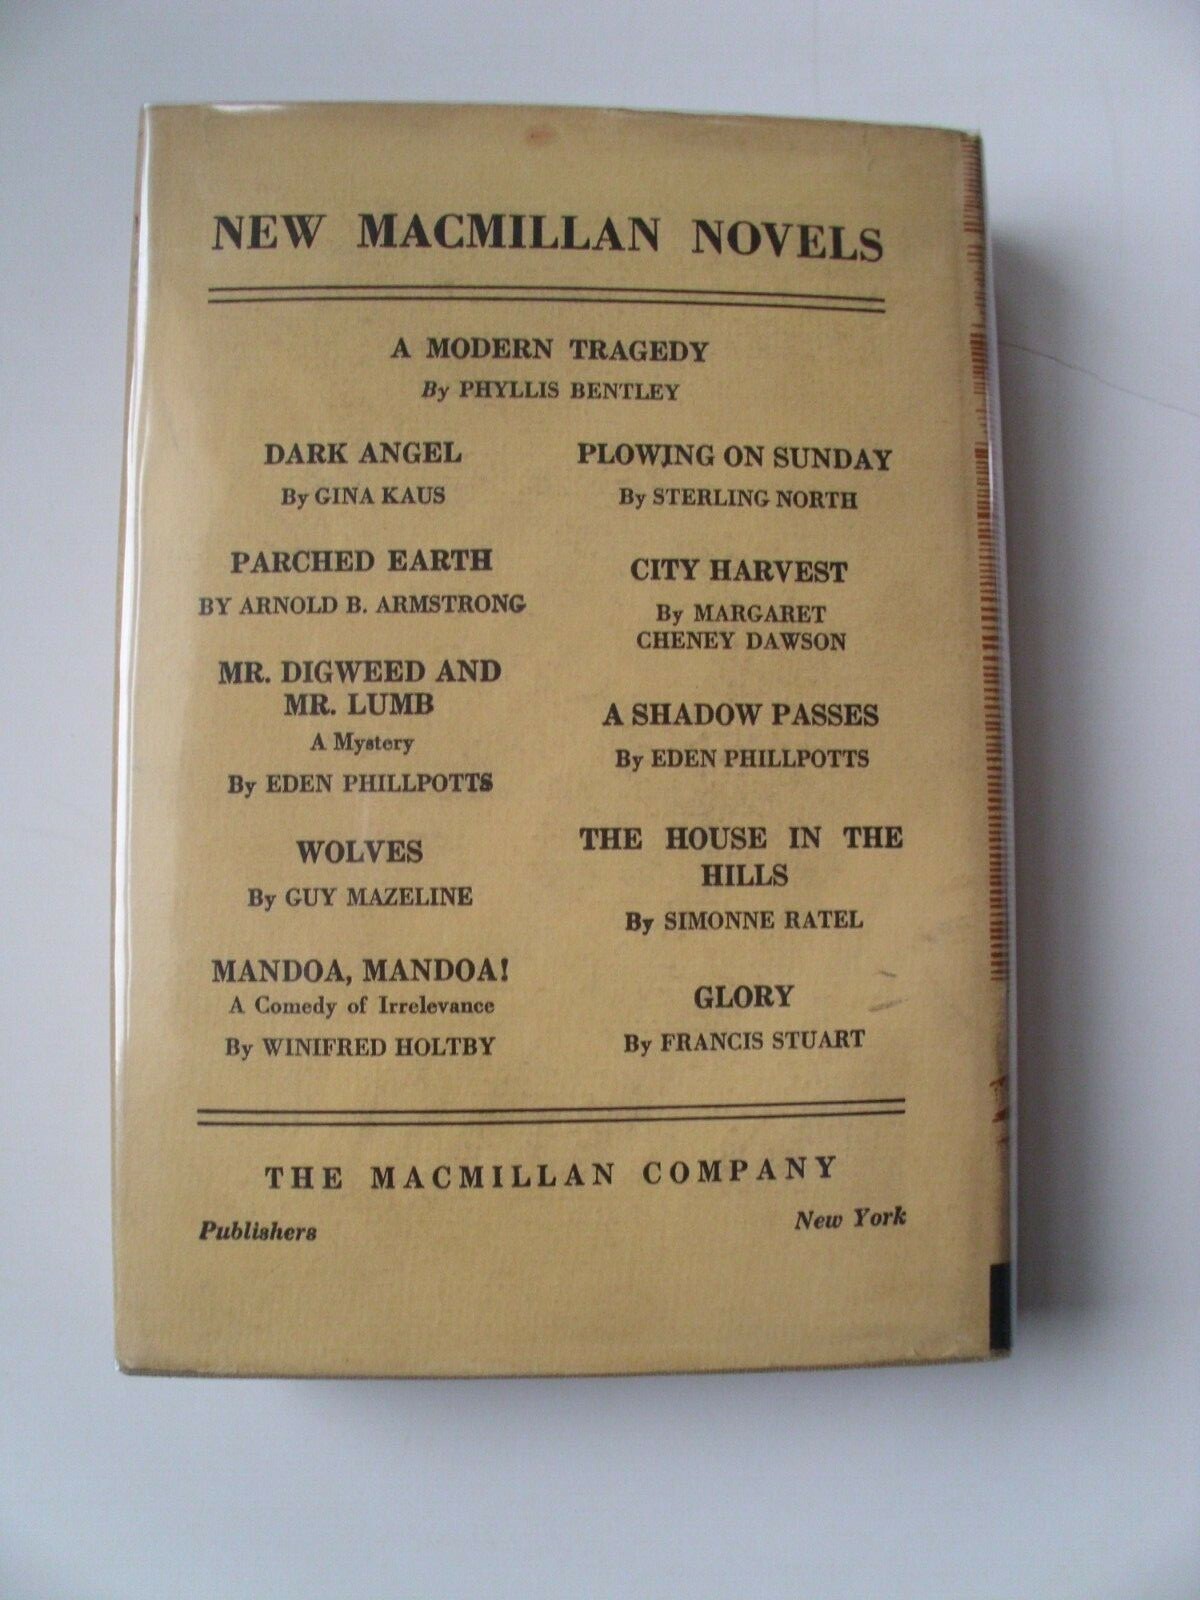 NEW MACMILLAN NOVELS
A MODERN TRAGEDY
By PHYLLIS BENTLEY
DARK ANGEL
By GINA KAUS
PARCHED EARTH
BY ARNOLD B. ARMSTRONG
MR. DIGWEED AND
MR. LUMB
A Mystery
By EDEN PHILLPOTTS
WOLVES
By GUY MAZELINE
MANDOA, MANDOA!
A Comedy of Irrelevance
By WINIFRED HOLTBY
PLOWING ON SUNDAY
By STERLING NORTH
CITY HARVEST
By MARGARET
CHENEY DAWSON
A SHADOW PASSES
By EDEN PHILLPOTTS
THE HOUSE IN THE
HILLS
By SIMONNE RATEL
GLORY
By FRANCIS STUART
THE MACMILLAN COMPANY
Publishers
New York